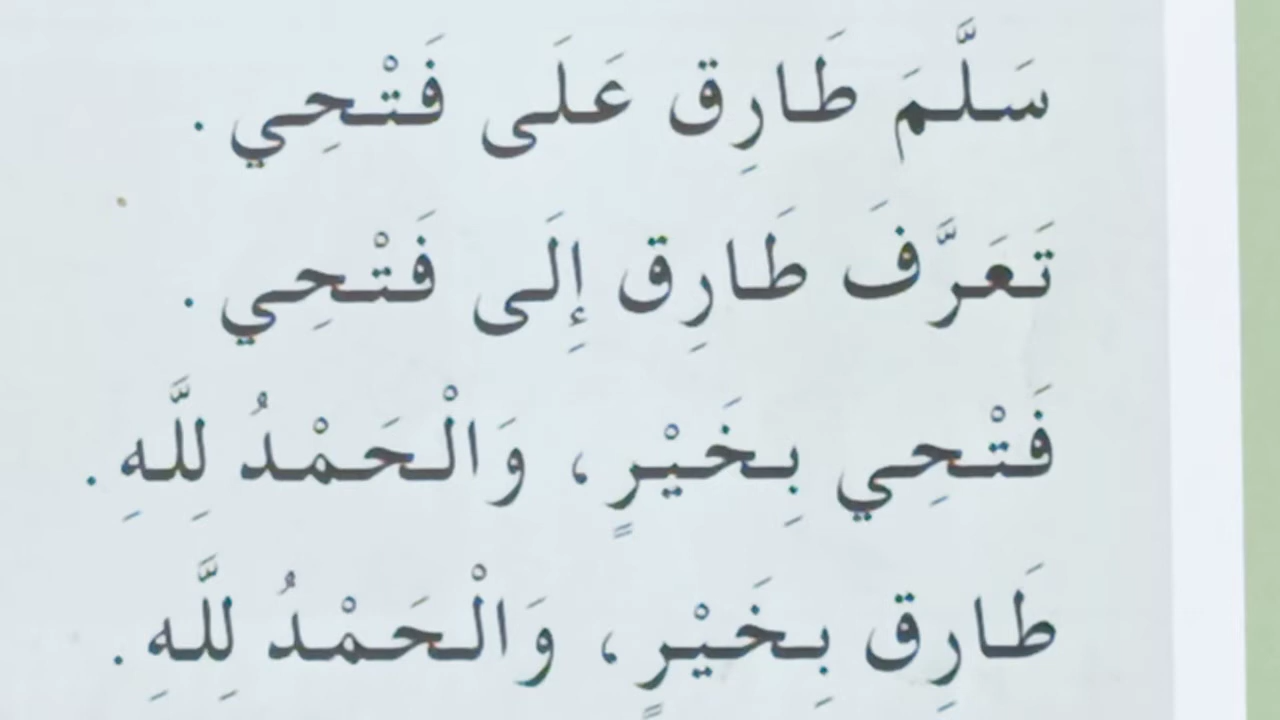 سَلَّمَ طَارِق عَلَى فَتْحِي .
تَعَرَّفَ طَارِق إِلَى فَتْحِي .
فَتْحِي بِخَيْرٍ، وَالْحَمْدُ لِلَّهِ .
طَارِق بِخَيْرٍ، وَالْحَمْدُ لِلَّهِ .